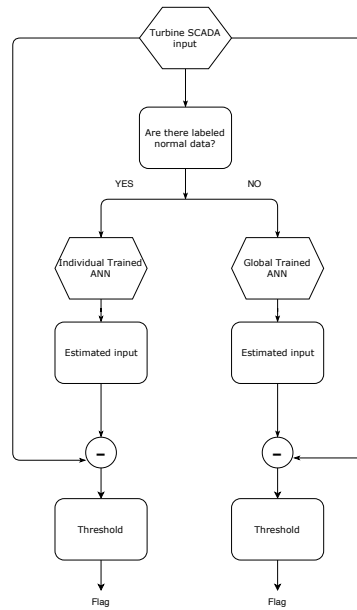 Turbine SCADA
input
Are there labeled
normal data?
YES
NO
Individual Trained
ANN
Global Trained
ANN
Estimated input
Estimated input
-
-
Threshold
Threshold
Flag
Flag